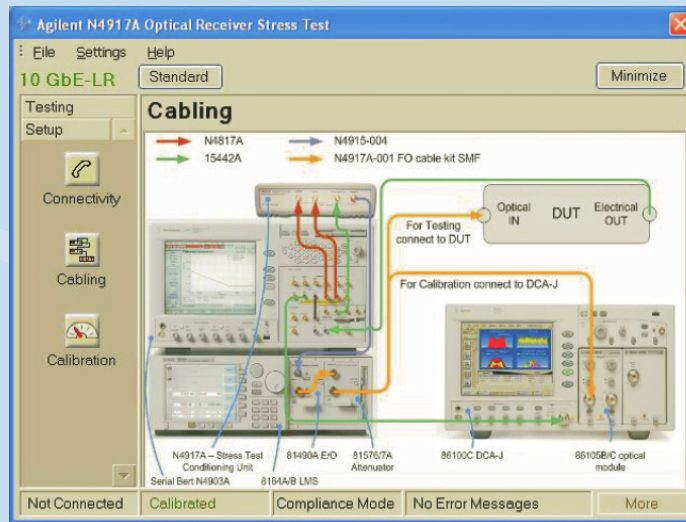 Agilent N4917A Optical Receiver Stress Test
File Settings Help
10 GbE-LR Standard Minimize
Testing
Setup
Connectivity
Cabling
Calibration
Cabling
N4817A N4915-004
15442A N4917A-001 FO cable kit SMF
Optical IN DUT Electrical OUT
For Testing
connect to DUT
For Calibration connect to DCA-J
N4917A – Stress Test
Conditioning Unit
81490A E/O
81576/7A
Attenuator
86100C DCA-J
86105B/C optical
module
Serial Bert N4903A
8164A/B LMS
Not Connected Calibrated Compliance Mode No Error Messages More